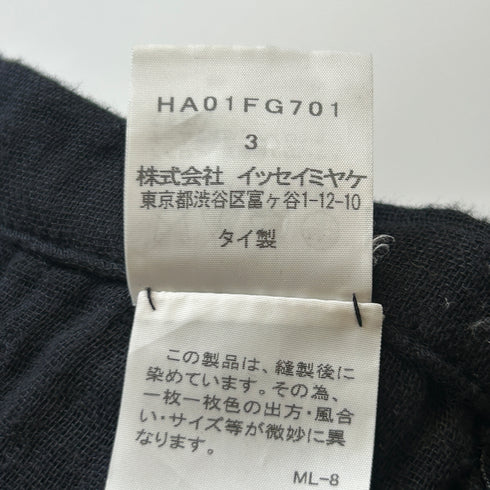 HA01FG701
3
株式会社 イッセイミヤケ
東京都渋谷区富ヶ谷1-12-10
タイ製
この製品は、縫製後に
染めています。その為、
一枚一枚色の出方・風合
い・サイズ等が微妙に異
なります。
ML-8